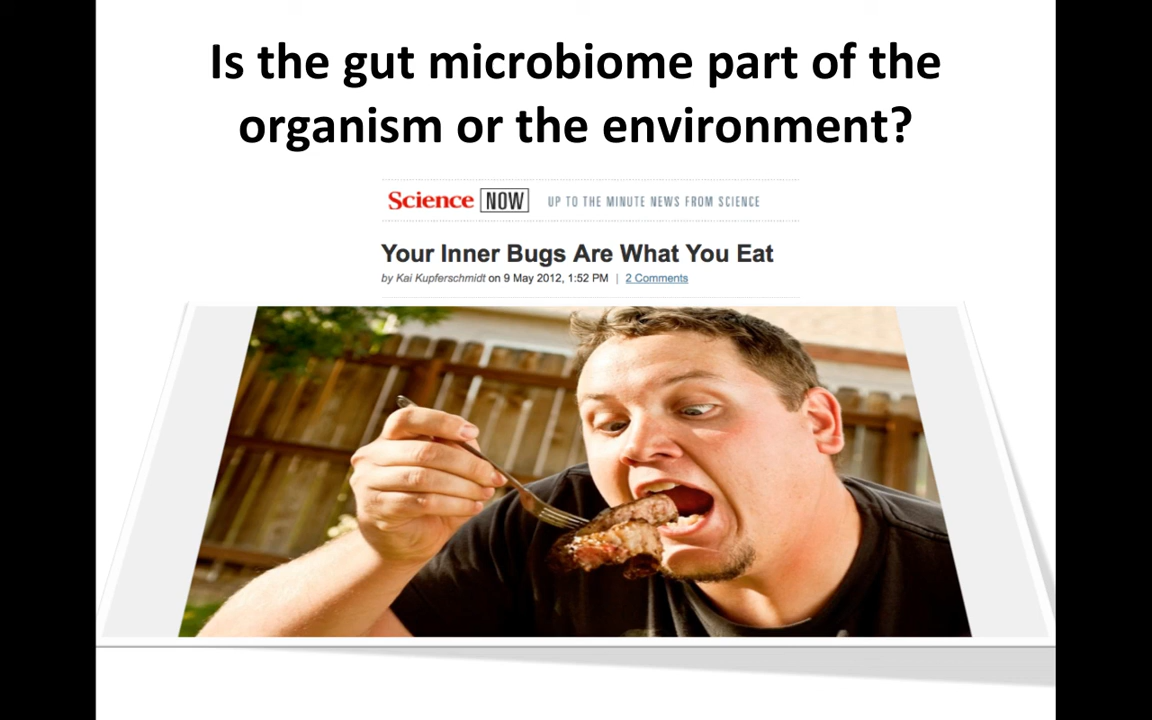 Is the gut microbiome part of the
organism or the environment?
Science NOW UP TO THE MINUTE NEWS FROM SCIENCE
Your Inner Bugs Are What You Eat
by Kai Kupferschmidt on 9 May 2012, 1:52 PM | 2 Comments